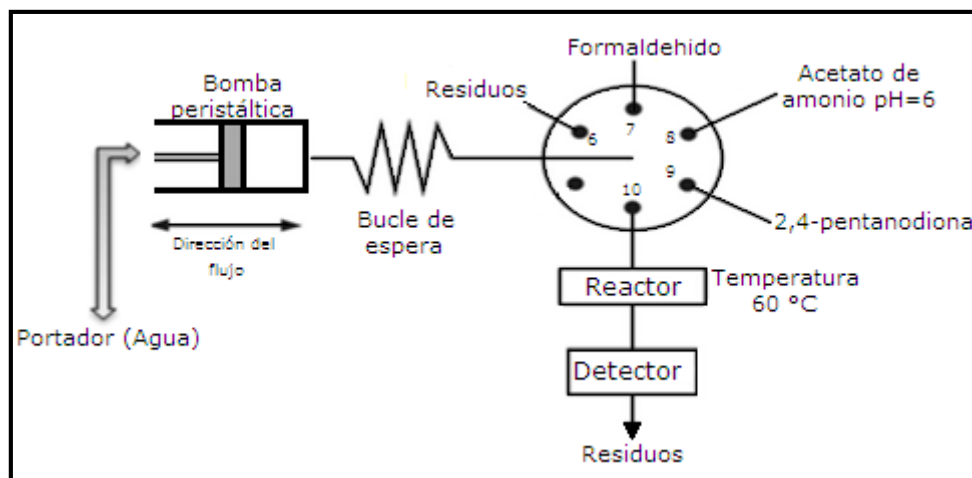 Formaldehido
Bomba
peristáltica
Residuos
Acetato de
amonio pH=6
6
7
8
9
10
2,4-pentanodiona
Bucle de
espera
Dirección del
flujo
Portador (Agua)
Reactor
Temperatura
60 °C
Detector
Residuos